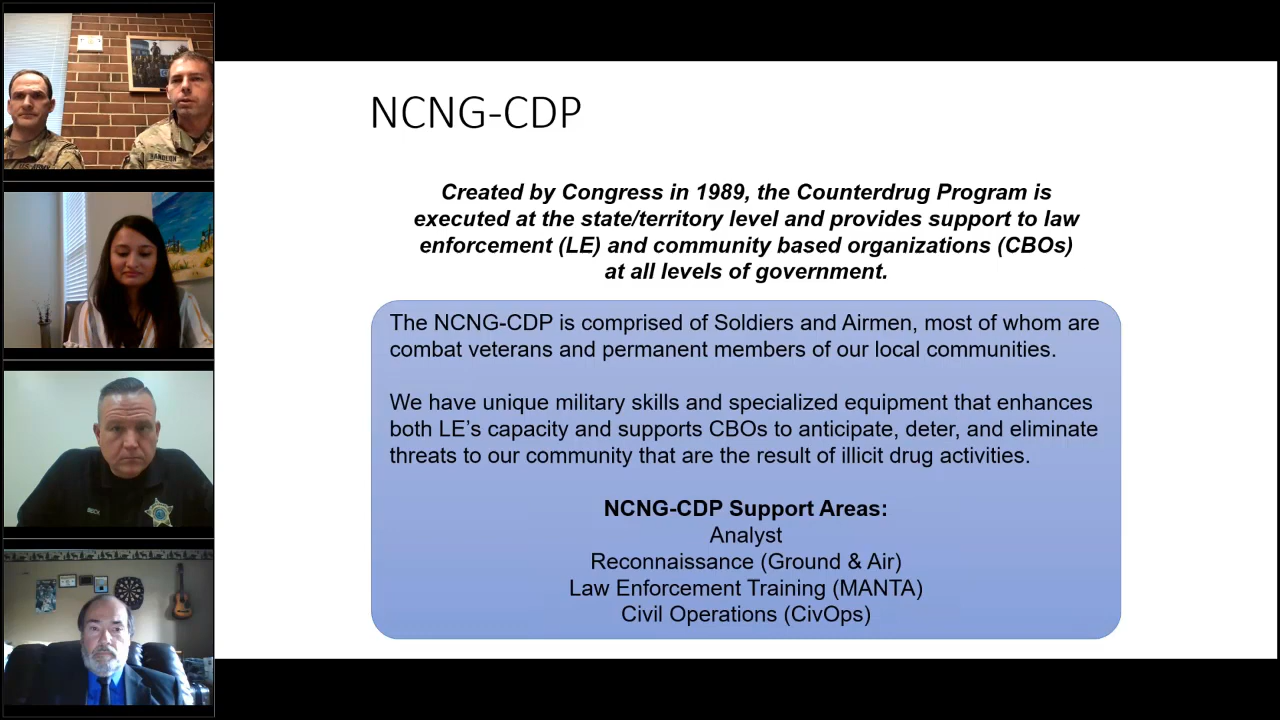 NCNG-CDP
Created by Congress in 1989, the Counterdrug Program is
executed at the state/territory level and provides support to law
enforcement (LE) and community based organizations (CBOs)
at all levels of government.
The NCNG-CDP is comprised of Soldiers and Airmen, most of whom are
combat veterans and permanent members of our local communities.
We have unique military skills and specialized equipment that enhances
both LE's capacity and supports CBOs to anticipate, deter, and eliminate
threats to our community that are the result of illicit drug activities.
NCNG-CDP Support Areas:
Analyst
Reconnaissance (Ground & Air)
Law Enforcement Training (MANTA)
Civil Operations (CivOps)
U.S. ARMY